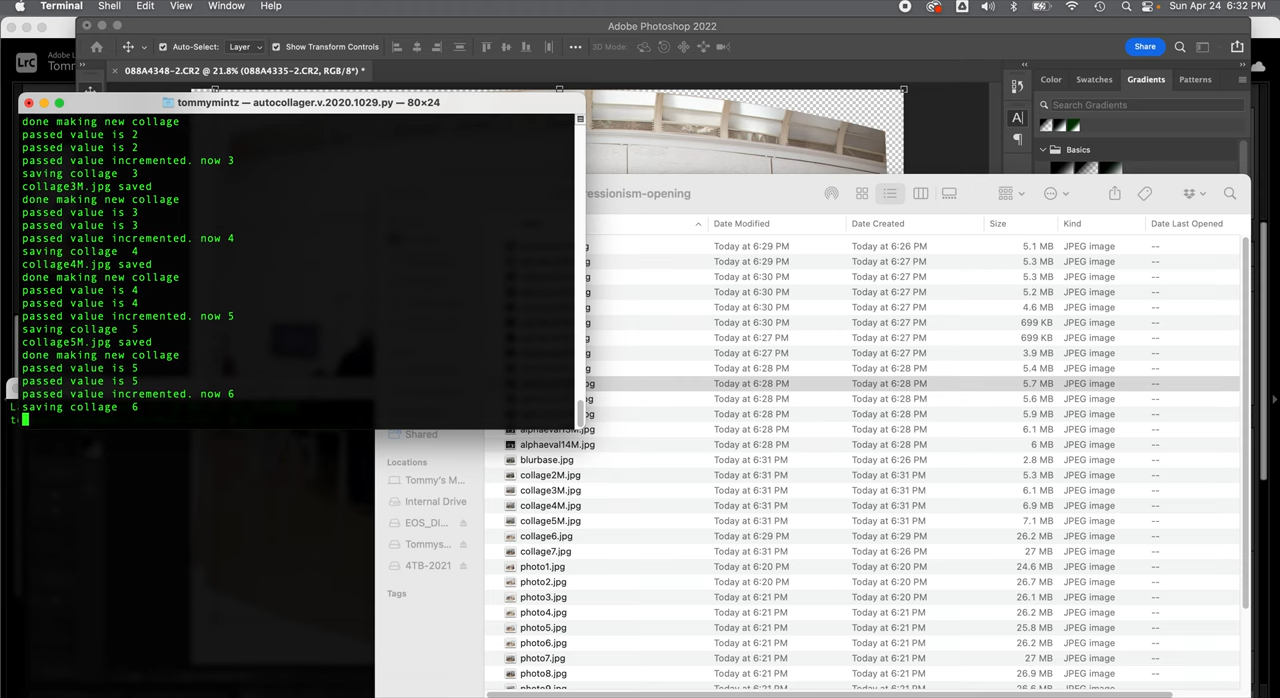 Terminal Shell Edit View Window Help Sun Apr 24 6:32 PM
Adobe Photoshop 2022
Auto-Select: Layer Show Transform Controls 3D Mode: Share
LrC Adobe L
Tomm
088A4348-2.CR2 @ 21.8% (088A4335-2.CR2, RGB/8*) *
Color Swatches Gradients Patterns
Search Gradients
Basics
tommymintz — autocollager.v.2020.1029.py — 80×24
done making new collage
passed value is 2
passed value is 2
passed value incremented. now 3
saving collage 3
collage3M.jpg saved
done making new collage
passed value is 3
passed value is 3
passed value incremented. now 4
saving collage 4
collage4M.jpg saved
done making new collage
passed value is 4
passed value is 4
passed value incremented. now 5
saving collage 5
collage5M.jpg saved
done making new collage
passed value is 5
passed value is 5
passed value incremented. now 6
saving collage 6
ressionism-opening
Date Modified Date Created Size Kind Date Last Opened
g Today at 6:29 PM Today at 6:26 PM 5.1 MB JPEG image --
g Today at 6:29 PM Today at 6:27 PM 5.3 MB JPEG image --
g Today at 6:30 PM Today at 6:27 PM 5.3 MB JPEG image --
g Today at 6:30 PM Today at 6:27 PM 5.2 MB JPEG image --
g Today at 6:30 PM Today at 6:27 PM 4.6 MB JPEG image --
g Today at 6:30 PM Today at 6:27 PM 699 KB JPEG image --
g Today at 6:30 PM Today at 6:27 PM 699 KB JPEG image --
g Today at 6:27 PM Today at 6:27 PM 3.9 MB JPEG image --
g Today at 6:28 PM Today at 6:28 PM 5.4 MB JPEG image --
pg Today at 6:28 PM Today at 6:28 PM 5.7 MB JPEG image --
g Today at 6:28 PM Today at 6:28 PM 5.6 MB JPEG image --
g Today at 6:28 PM Today at 6:28 PM 5.9 MB JPEG image --
alphaeval13M.jpg Today at 6:28 PM Today at 6:28 PM 6.1 MB JPEG image --
alphaeval14M.jpg Today at 6:28 PM Today at 6:28 PM 6 MB JPEG image --
blurbase.jpg Today at 6:28 PM Today at 6:26 PM 2.8 MB JPEG image --
collage2M.jpg Today at 6:31 PM Today at 6:31 PM 5.3 MB JPEG image --
collage3M.jpg Today at 6:31 PM Today at 6:31 PM 6.1 MB JPEG image --
collage4M.jpg Today at 6:31 PM Today at 6:31 PM 6.9 MB JPEG image --
collage5M.jpg Today at 6:31 PM Today at 6:31 PM 7.1 MB JPEG image --
collage6.jpg Today at 6:29 PM Today at 6:29 PM 26.2 MB JPEG image --
collage7.jpg Today at 6:31 PM Today at 6:26 PM 27 MB JPEG image --
photo1.jpg Today at 6:20 PM Today at 6:20 PM 24.6 MB JPEG image --
photo2.jpg Today at 6:20 PM Today at 6:20 PM 26.7 MB JPEG image --
photo3.jpg Today at 6:21 PM Today at 6:20 PM 26.1 MB JPEG image --
photo4.jpg Today at 6:21 PM Today at 6:21 PM 26.2 MB JPEG image --
photo5.jpg Today at 6:21 PM Today at 6:21 PM 25.8 MB JPEG image --
photo6.jpg Today at 6:21 PM Today at 6:21 PM 26.2 MB JPEG image --
photo7.jpg Today at 6:21 PM Today at 6:21 PM 27 MB JPEG image --
photo8.jpg Today at 6:21 PM Today at 6:21 PM 26.2 MB JPEG image --
Shared
Locations
Tommy's M...
Internal Drive
EOS_DI...
Tommys...
4TB-2021
Tags